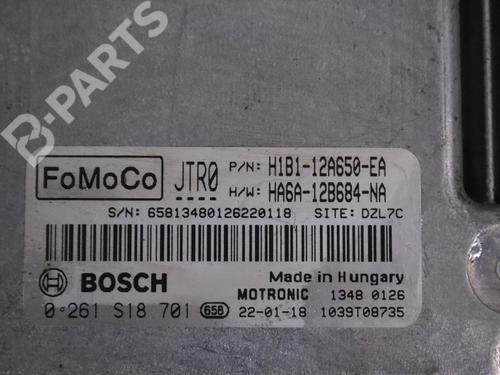 B-PARTS
FoMoCo JTR0 P/N: H1B1-12A650-EA
H/W: HA6A-12B684-NA
S/N: 65813480126220118 SITE: DZL7C
BOSCH Made in Hungary
MOTRONIC 1348 0126
0 261 S18 701 658 22-01-18 1039T08735